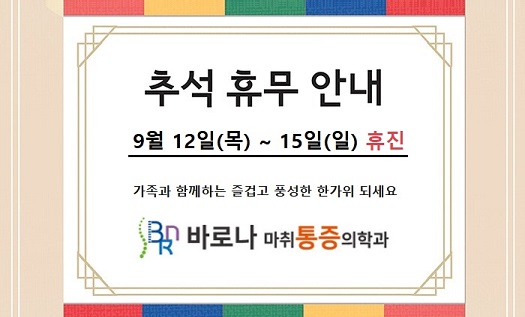 추석 휴무 안내
9월 12일(목) ~ 15일(일) 휴진
가족과 함께하는 즐겁고 풍성한 한가위 되세요
BNR 바로나 마취통증의학과